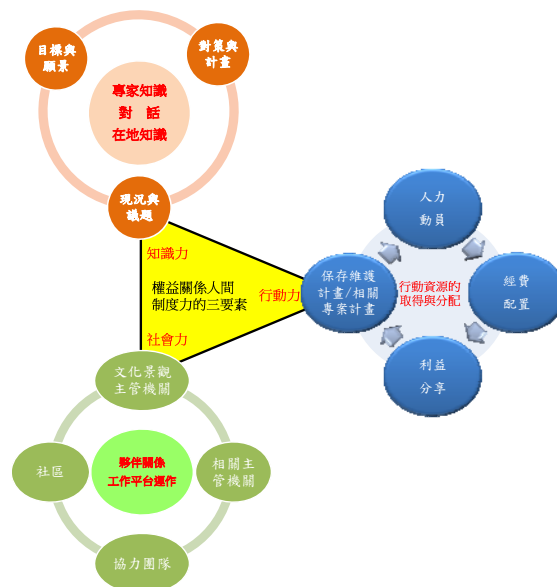 目標與
願景
對策與
計畫
專家知識
對 話
在地知識
現況與
議題
知識力
權益關係人間
制度力的三要素
行動力
社會力
人力
動員
保存維護
計畫/相關
專案計畫
行動資源的
取得與分配
經費
配置
利益
分享
文化景觀
主管機關
社區
夥伴關係
工作平台運作
相關主
管機關
協力團隊